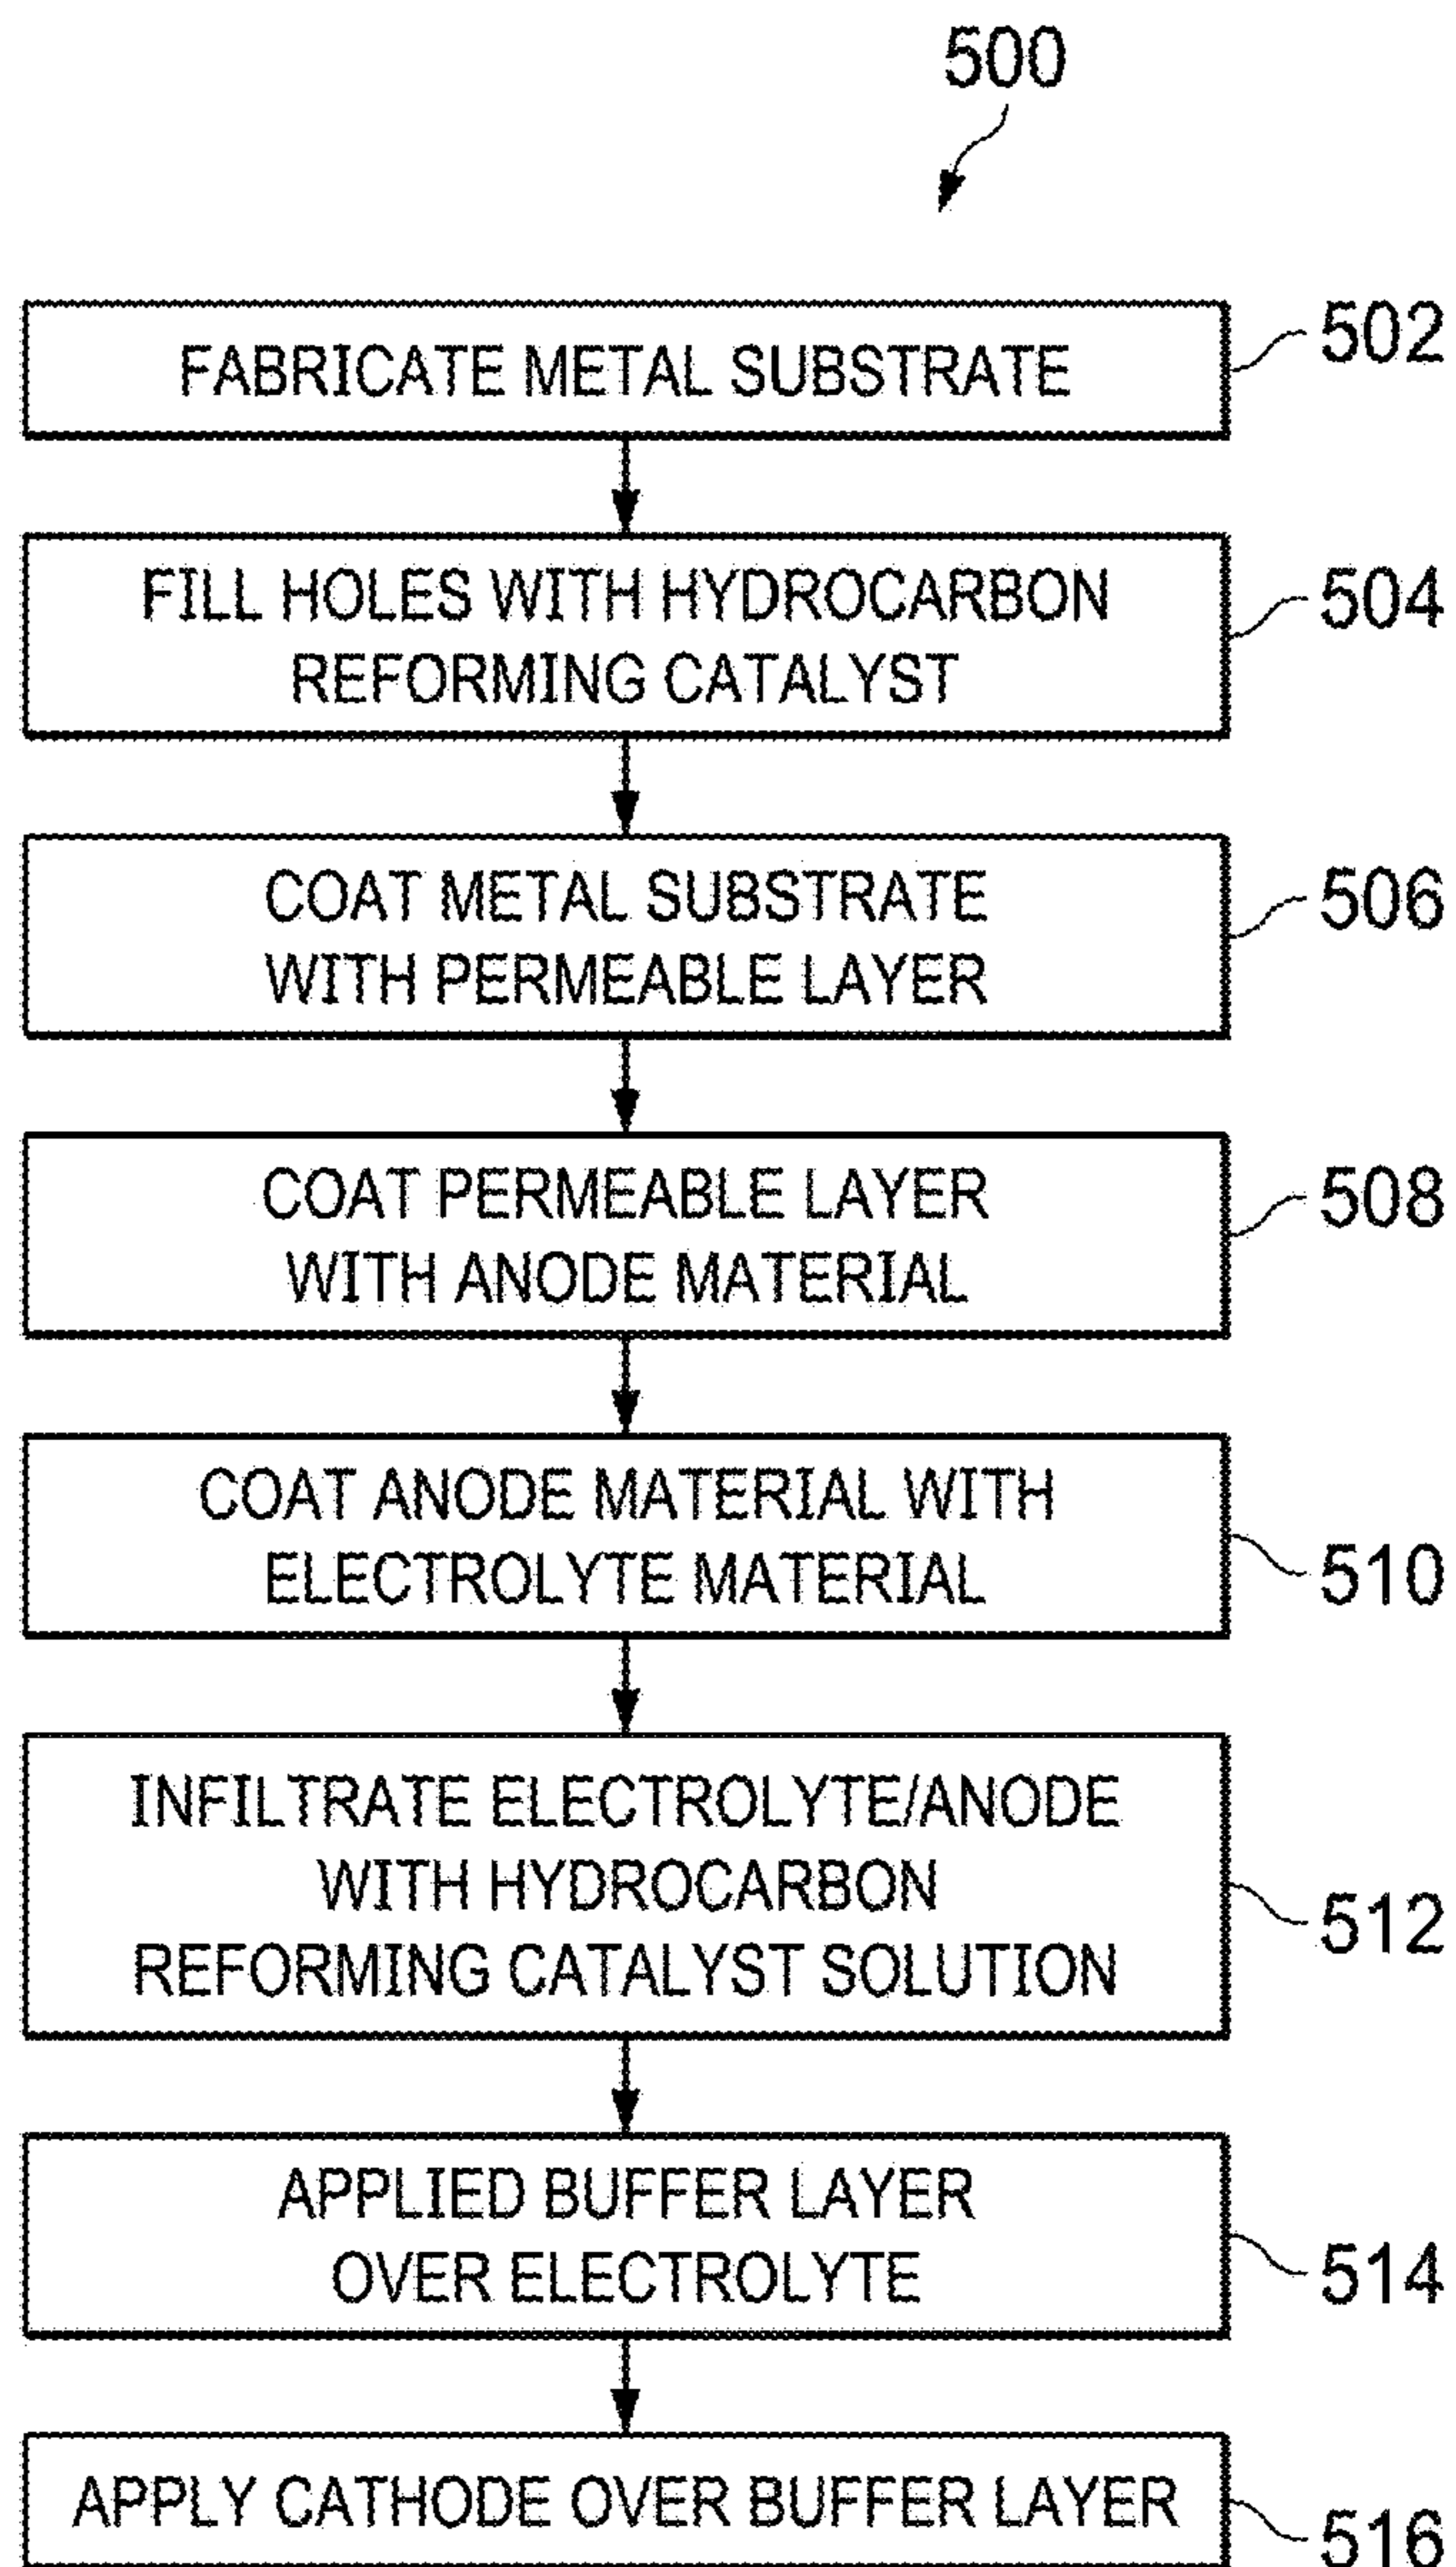 500
FABRICATE METAL SUBSTRATE
502
FILL HOLES WITH HYDROCARBON
REFORMING CATALYST
504
COAT METAL SUBSTRATE
WITH PERMEABLE LAYER
506
COAT PERMEABLE LAYER
WITH ANODE MATERIAL
508
COAT ANODE MATERIAL WITH
ELECTROLYTE MATERIAL
510
INFILTRATE ELECTROLYTE/ANODE
WITH HYDROCARBON
REFORMING CATALYST SOLUTION
512
APPLIED BUFFER LAYER
OVER ELECTROLYTE
514
APPLY CATHODE OVER BUFFER LAYER
516